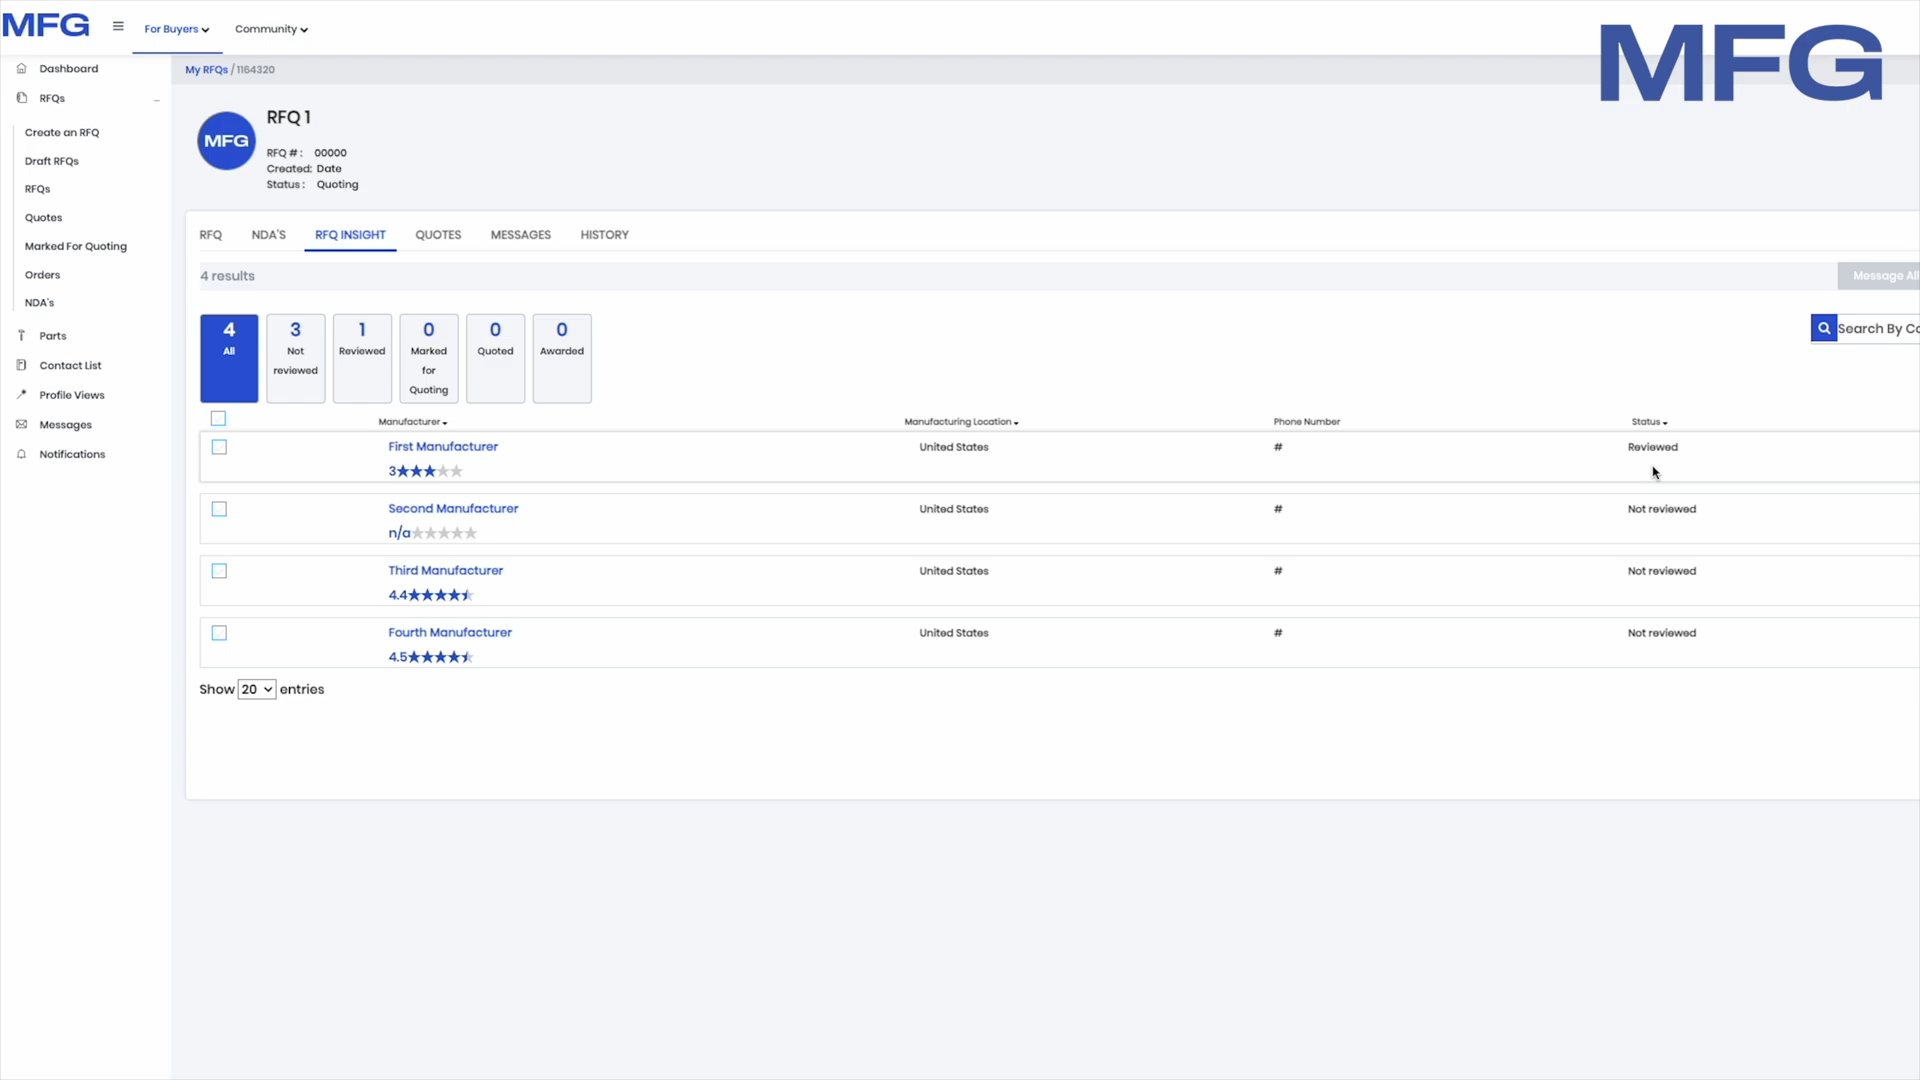 MFG
For Buyers
Community
MFG
Dashboard
RFQs
Create an RFQ
Draft RFQs
RFQs
Quotes
Marked For Quoting
Orders
NDA's
Parts
Contact List
Profile Views
Messages
Notifications
My RFQs / 1164320
MFG
RFQ 1
RFQ # : 00000
Created: Date
Status : Quoting
RFQ NDA'S RFQ INSIGHT QUOTES MESSAGES HISTORY
4 results
Message All
4
All
3
Not
reviewed
1
Reviewed
0
Marked
for
Quoting
0
Quoted
0
Awarded
Search By Co
Manufacturer Manufacturing Location Phone Number Status
First Manufacturer United States # Reviewed
3
Second Manufacturer United States # Not reviewed
n/a
Third Manufacturer United States # Not reviewed
4.4
Fourth Manufacturer United States # Not reviewed
4.5
Show 20 entries